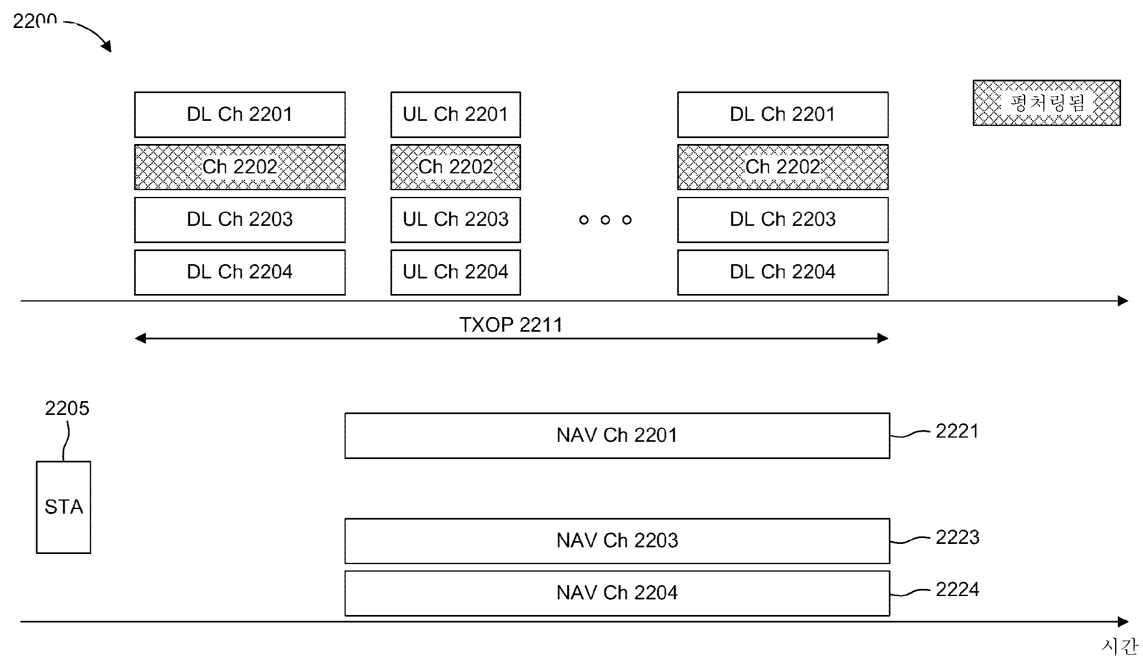 2200
DL Ch 2201
UL Ch 2201
DL Ch 2201
펑처링됨
Ch 2202
Ch 2202
Ch 2202
DL Ch 2203
UL Ch 2203
DL Ch 2203
DL Ch 2204
UL Ch 2204
DL Ch 2204
TXOP 2211
2205
STA
NAV Ch 2201
2221
NAV Ch 2203
2223
NAV Ch 2204
2224
시간